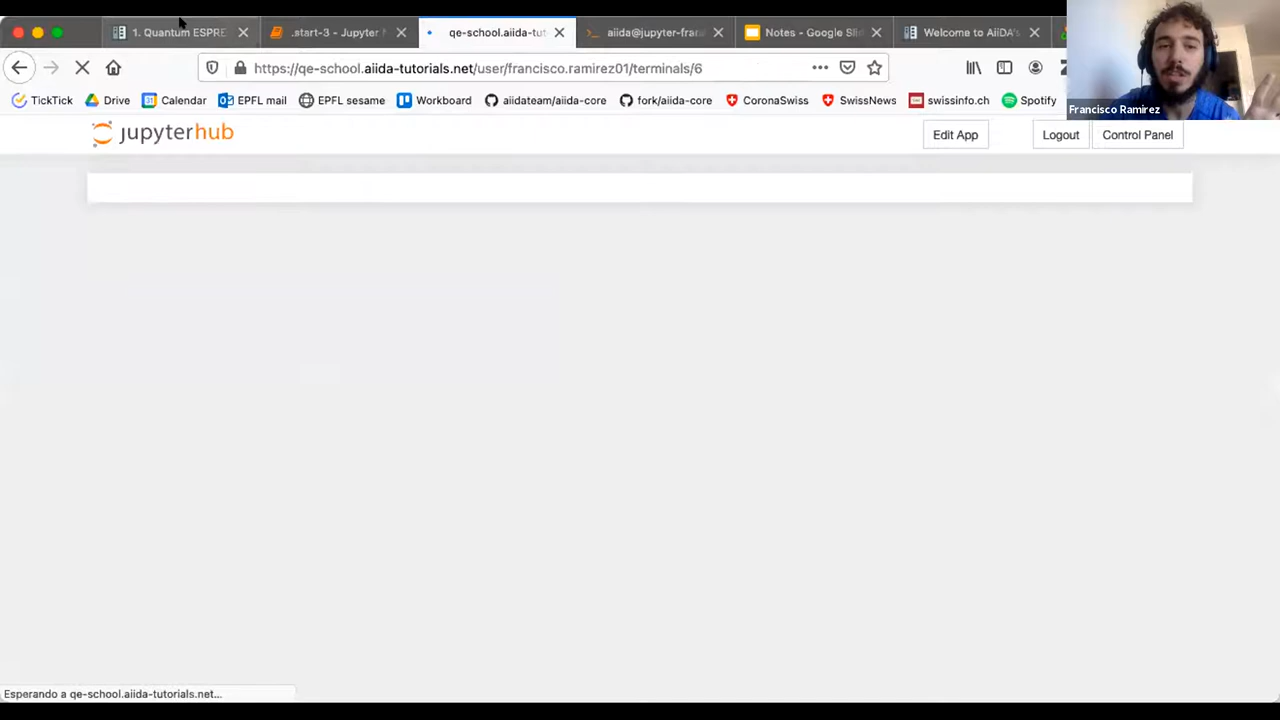 1. Quantum ESPRE
.start-3 - Jupyter
qe-school.aiida-tut
aiida@jupyter-fran
Notes - Google Slid
Welcome to AiiDA's
https://qe-school.aiida-tutorials.net/user/francisco.ramirez01/terminals/6
TickTick
Drive
Calendar
EPFL mail
EPFL sesame
Workboard
aiidateam/aiida-core
fork/aiida-core
CoronaSwiss
SwissNews
swissinfo.ch
Spotify
Francisco Ramirez
jupyterhub
Edit App
Logout
Control Panel
Esperando a qe-school.aiida-tutorials.net...